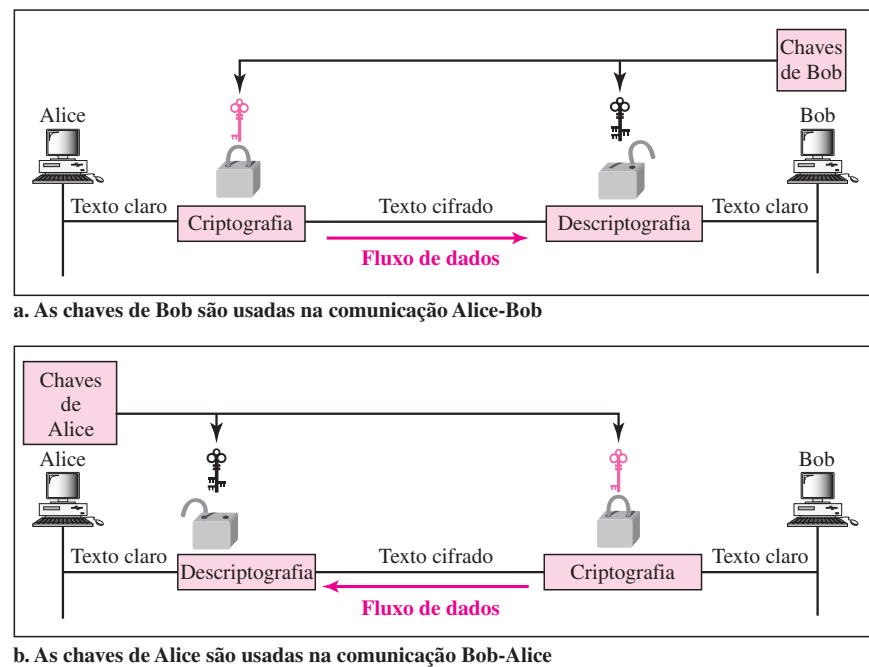 Chaves
de Bob
Alice
Bob
Texto claro
Criptografia
Texto cifrado
Descriptografia
Texto claro
Fluxo de dados
a. As chaves de Bob são usadas na comunicação Alice-Bob
Chaves
de
Alice
Alice
Bob
Texto claro
Descriptografia
Texto cifrado
Criptografia
Texto claro
Fluxo de dados
b. As chaves de Alice são usadas na comunicação Bob-Alice